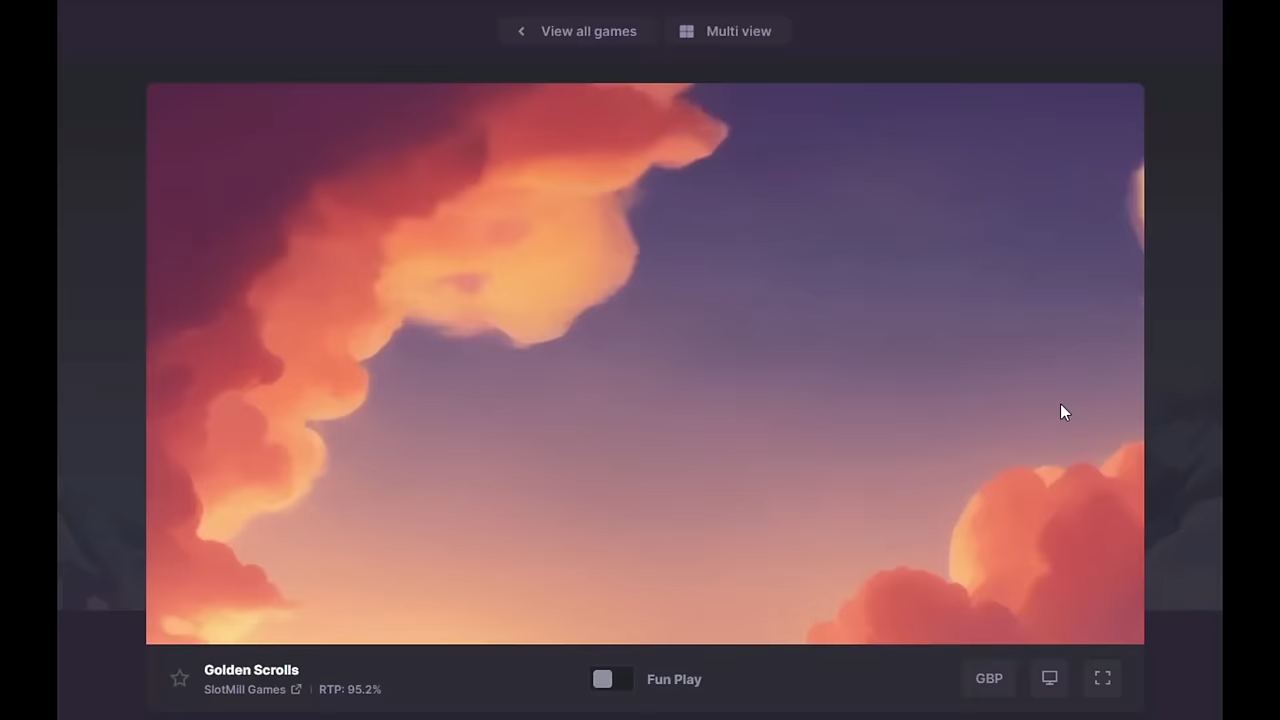 View all games
Multi view
Golden Scrolls
SlotMill Games | RTP: 95.2%
Fun Play
GBP